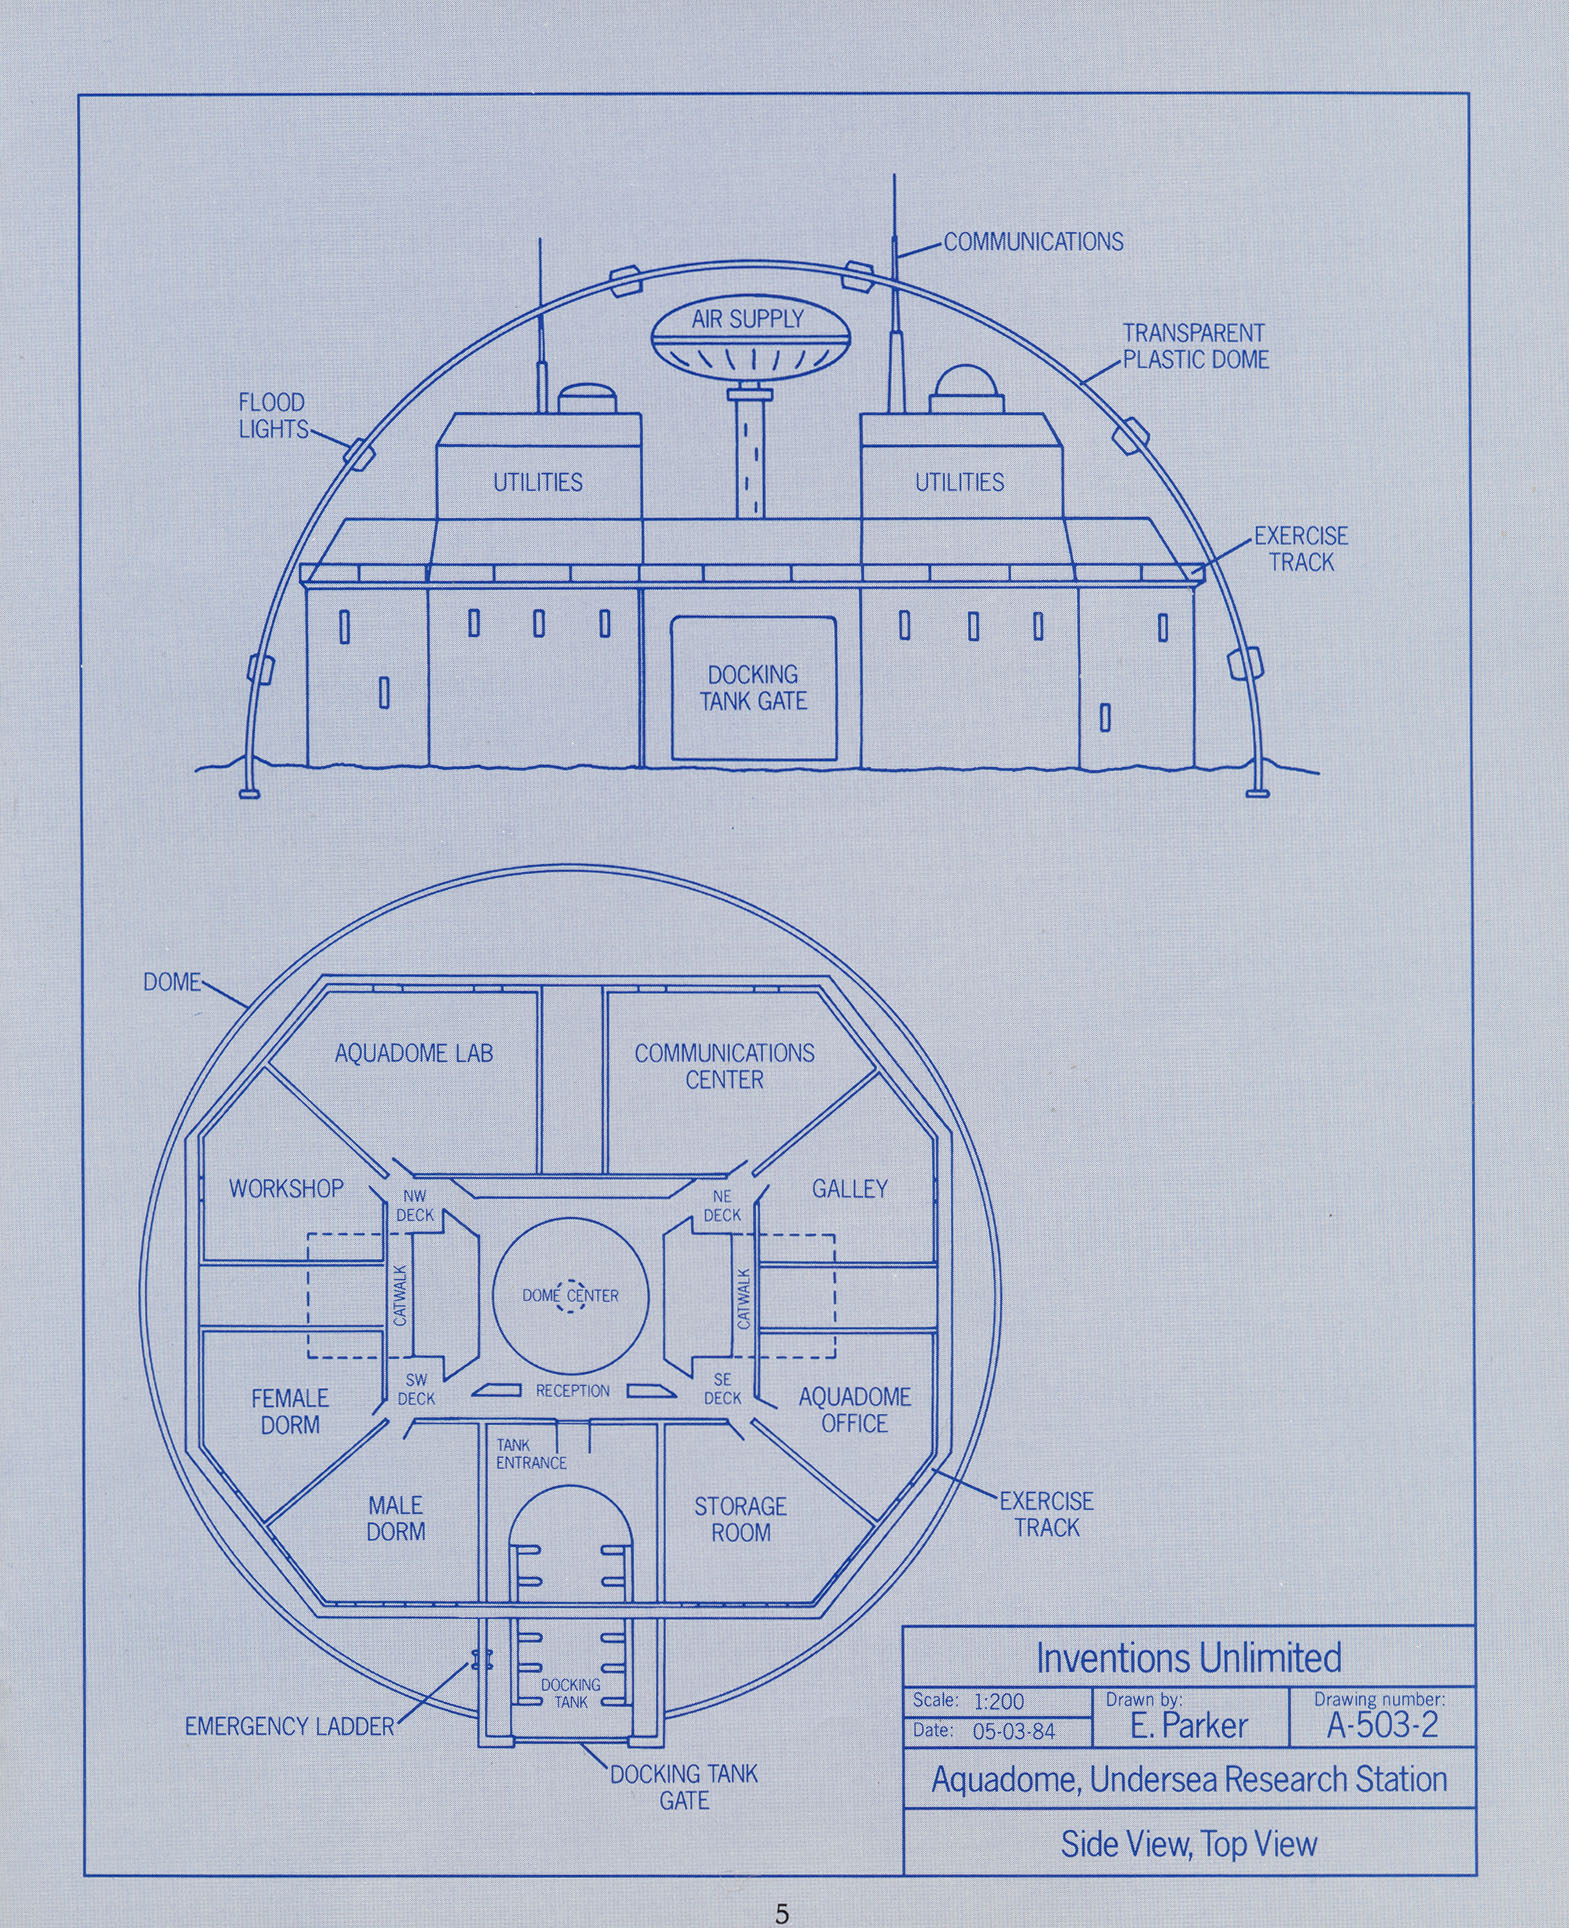 COMMUNICATIONS
AIR SUPPLY
TRANSPARENT
PLASTIC DOME
FLOOD
LIGHTS
UTILITIES
UTILITIES
EXERCISE
TRACK
DOCKING
TANK GATE
DOME
AQUADOME LAB
COMMUNICATIONS
CENTER
WORKSHOP
NW
DECK
NE
DECK
GALLEY
CATWALK
DOME CENTER
CATWALK
FEMALE
DORM
SW
DECK
RECEPTION
SE
DECK
AQUADOME
OFFICE
TANK
ENTRANCE
MALE
DORM
STORAGE
ROOM
EXERCISE
TRACK
DOCKING
TANK
EMERGENCY LADDER
DOCKING TANK
GATE
Inventions Unlimited
Scale: 1:200
Date: 05-03-84
Drawn by:
E. Parker
Drawing number:
A-503-2
Aquadome, Undersea Research Station
Side View, Top View
5